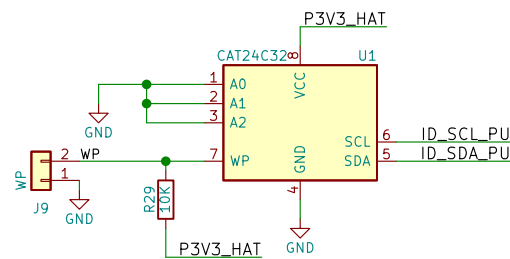 P3V3_HAT
CAT24C32 U1
8
VCC
1 A0
2 A1
3 A2
GND
SCL 6 ID_SCL_PU
SDA 5 ID_SDA_PU
2 WP 7 WP
GND
4
WP
1
J9
GND
R29
10K
P3V3_HAT
GND